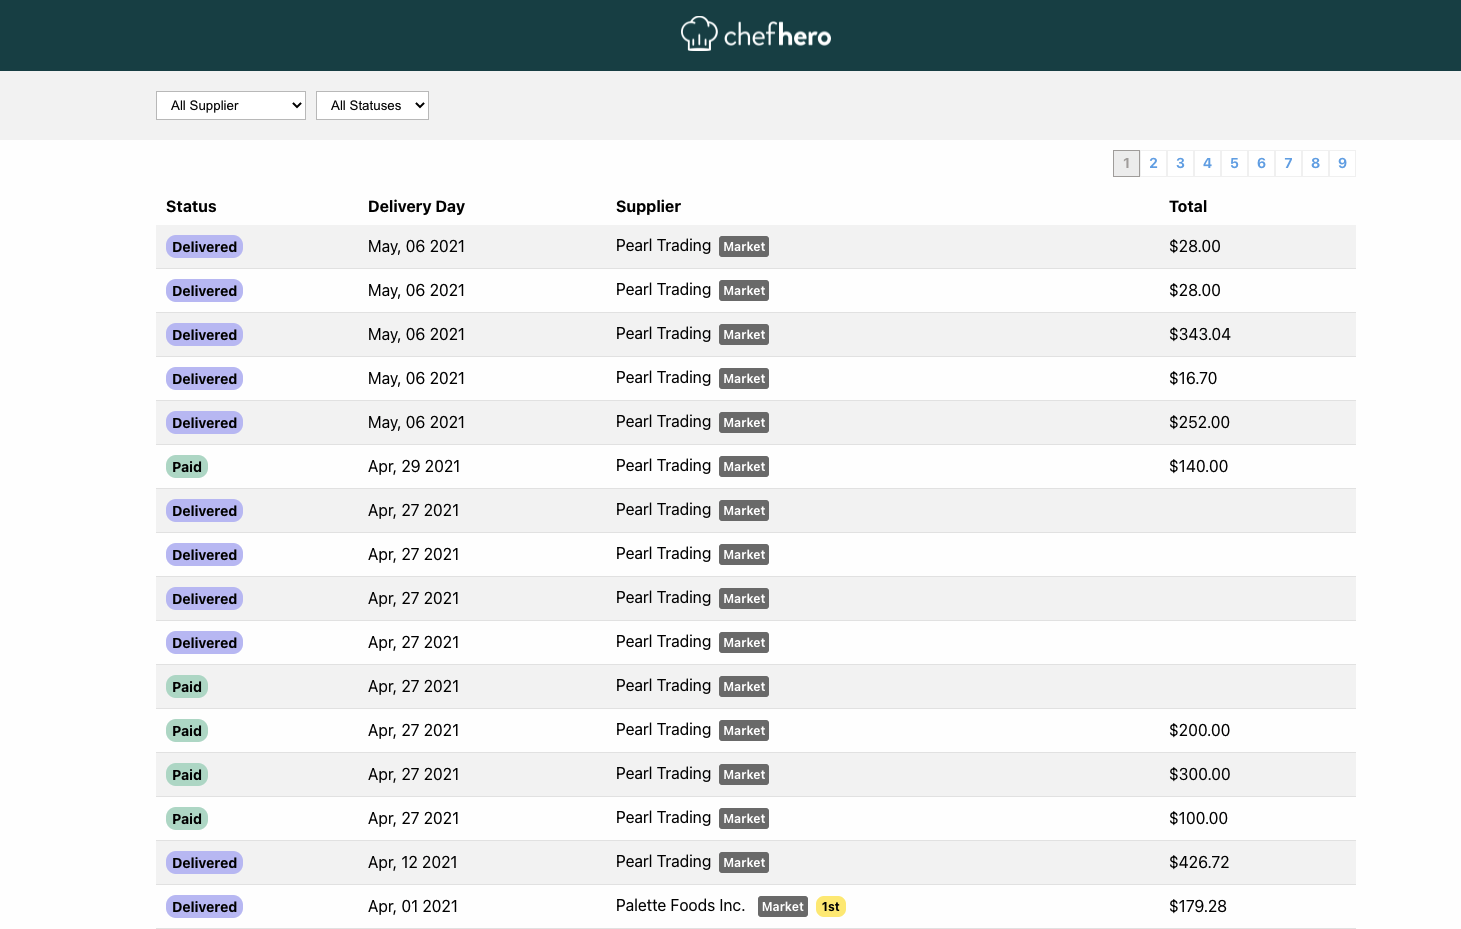 chefhero
All Supplier All Statuses
1 2 3 4 5 6 7 8 9
Status Delivery Day Supplier Total
Delivered May, 06 2021 Pearl Trading Market $28.00
Delivered May, 06 2021 Pearl Trading Market $28.00
Delivered May, 06 2021 Pearl Trading Market $343.04
Delivered May, 06 2021 Pearl Trading Market $16.70
Delivered May, 06 2021 Pearl Trading Market $252.00
Paid Apr, 29 2021 Pearl Trading Market $140.00
Delivered Apr, 27 2021 Pearl Trading Market
Delivered Apr, 27 2021 Pearl Trading Market
Delivered Apr, 27 2021 Pearl Trading Market
Delivered Apr, 27 2021 Pearl Trading Market
Paid Apr, 27 2021 Pearl Trading Market
Paid Apr, 27 2021 Pearl Trading Market $200.00
Paid Apr, 27 2021 Pearl Trading Market $300.00
Paid Apr, 27 2021 Pearl Trading Market $100.00
Delivered Apr, 12 2021 Pearl Trading Market $426.72
Delivered Apr, 01 2021 Palette Foods Inc. Market 1st $179.28